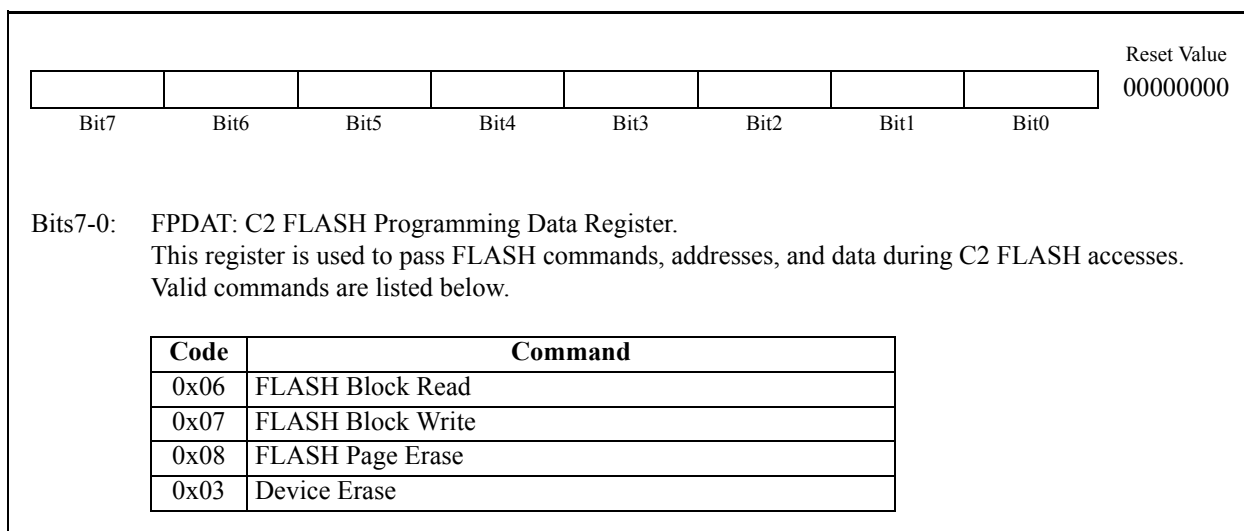 Reset Value
00000000
Bit7 Bit6 Bit5 Bit4 Bit3 Bit2 Bit1 Bit0
Bits7-0: FPDAT: C2 FLASH Programming Data Register.
This register is used to pass FLASH commands, addresses, and data during C2 FLASH accesses.
Valid commands are listed below.
Code Command
0x06 FLASH Block Read
0x07 FLASH Block Write
0x08 FLASH Page Erase
0x03 Device Erase